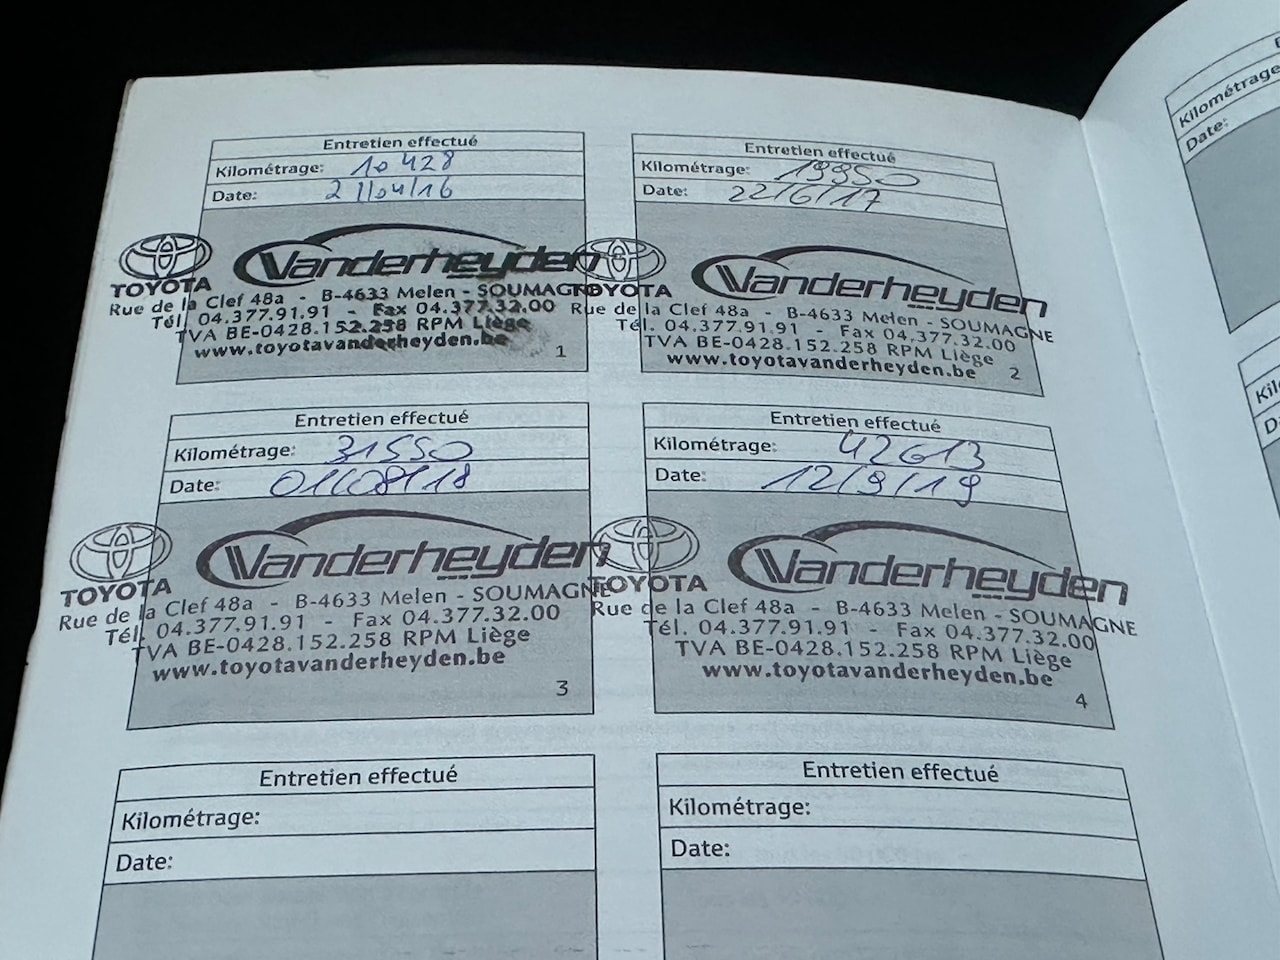 Entretien effectué
Kilométrage: 10 428
Date: 21/04/16
TOYOTA
Vanderheyden
Rue de la Clef 48a - B-4633 Melen - SOUMAGNE
Tél. 04.377.91.91 - Fax 04.377.32.00
TVA BE-0428.152.258 RPM Liège
www.toyotavanderheyden.be
1
Entretien effectué
Kilométrage: 19950
Date: 22/6/17
TOYOTA
Vanderheyden
Rue de la Clef 48a - B-4633 Melen - SOUMAGNE
Tél. 04.377.91.91 - Fax 04.377.32.00
TVA BE-0428.152.258 RPM Liège
www.toyotavanderheyden.be
2
Entretien effectué
Kilométrage: 31550
Date: 01/08/18
TOYOTA
Vanderheyden
Rue de la Clef 48a - B-4633 Melen - SOUMAGNE
Tél. 04.377.91.91 - Fax 04.377.32.00
TVA BE-0428.152.258 RPM Liège
www.toyotavanderheyden.be
3
Entretien effectué
Kilométrage: 42613
Date: 12/9/19
TOYOTA
Vanderheyden
Rue de la Clef 48a - B-4633 Melen - SOUMAGNE
Tél. 04.377.91.91 - Fax 04.377.32.00
TVA BE-0428.152.258 RPM Liège
www.toyotavanderheyden.be
4
Entretien effectué
Kilométrage:
Date:
Entretien effectué
Kilométrage:
Date:
Kilométrage
Date: